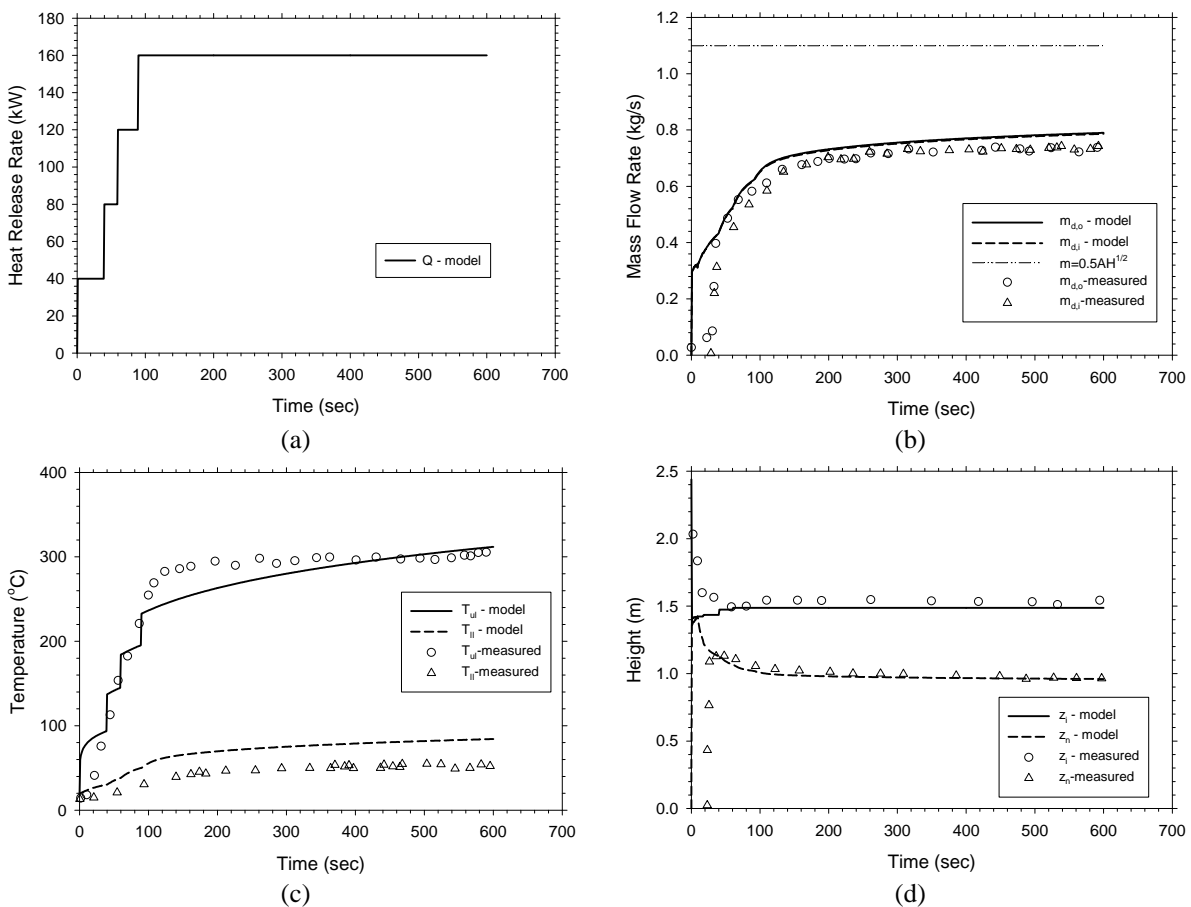 180
160
140
120
100
80
60
40
20
0
Heat Release Rate (kW)
Q - model
0 100 200 300 400 500 600 700
Time (sec)
(a)
1.2
1.0
0.8
0.6
0.4
0.2
0.0
Mass Flow Rate (kg/s)
m_d,o - model
m_d,i - model
m=0.5AH^1/2
m_d,o-measured
m_d,i-measured
0 100 200 300 400 500 600 700
Time (sec)
(b)
400
300
200
100
0
Temperature (°C)
T_ul - model
T_ll - model
T_ul-measured
T_ll-measured
0 100 200 300 400 500 600 700
Time (sec)
(c)
2.5
2.0
1.5
1.0
0.5
0.0
Height (m)
z_i - model
z_n - model
z_i - measured
z_n-measured
0 100 200 300 400 500 600 700
Time (sec)
(d)